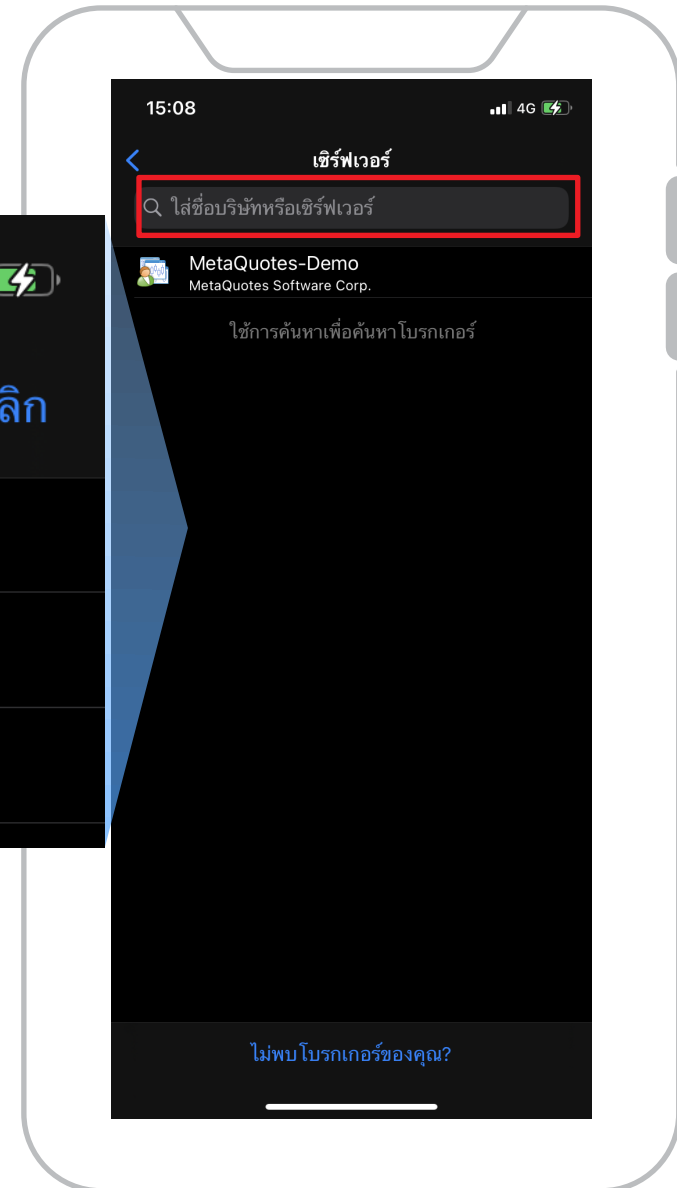 15:08
4G
เซิร์ฟเวอร์
ใส่ชื่อบริษัทหรือเซิร์ฟเวอร์
MetaQuotes-Demo
MetaQuotes Software Corp.
ใช้การค้นหาเพื่อค้นหาโบรกเกอร์
ลิก
ไม่พบโบรกเกอร์ของคุณ?